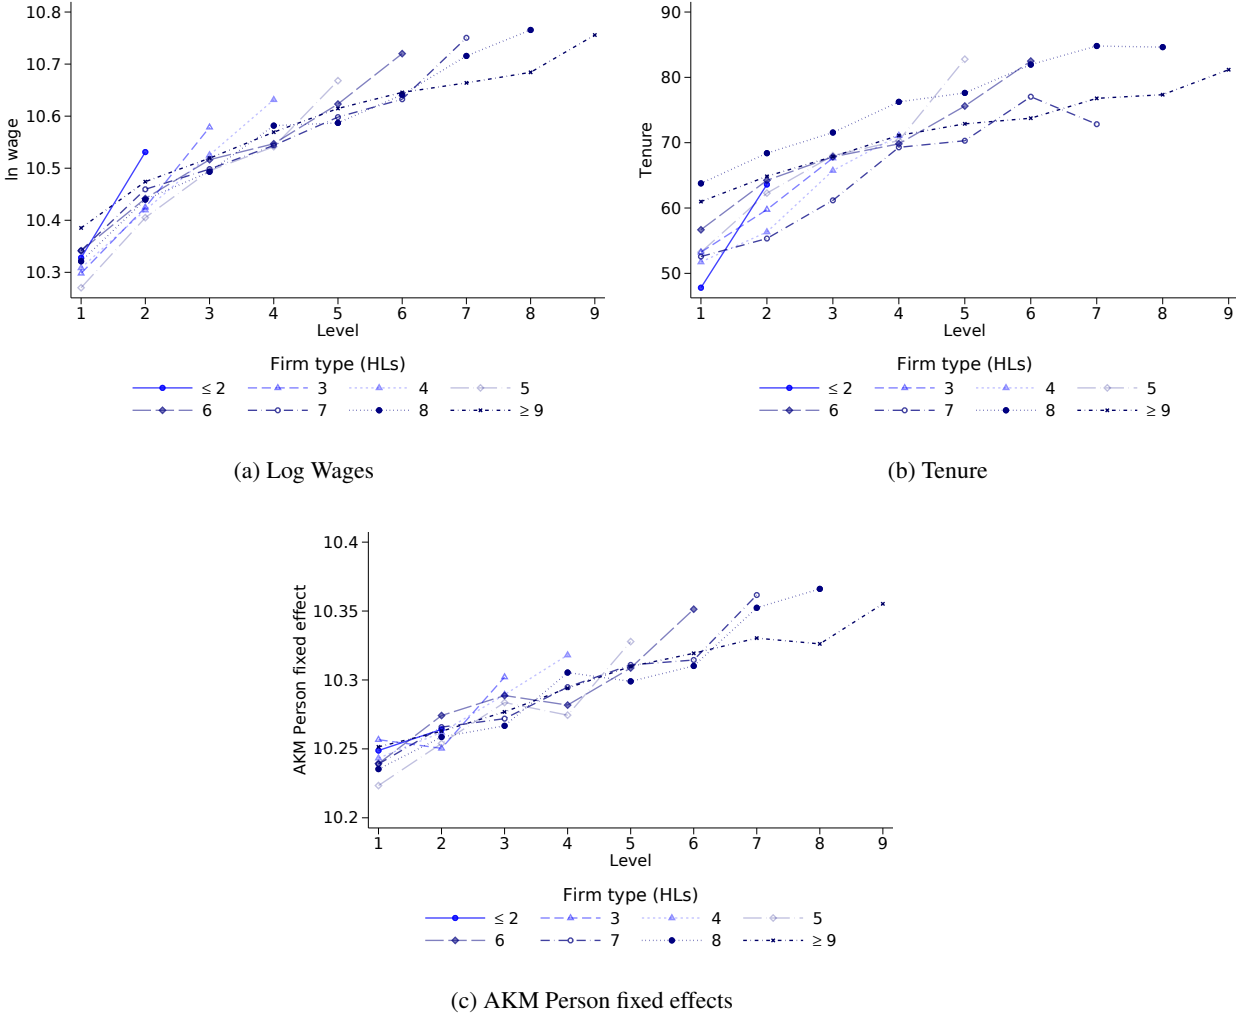 10.8
10.7
10.6
10.5
10.4
10.3
ln wage
1 2 3 4 5 6 7 8 9
Level
Firm type (HLs)
≤ 2 3 4 5
6 7 8 ≥ 9
(a) Log Wages
90
80
70
60
50
Tenure
1 2 3 4 5 6 7 8 9
Level
Firm type (HLs)
≤ 2 3 4 5
6 7 8 ≥ 9
(b) Tenure
10.4
10.35
10.3
10.25
10.2
AKM Person fixed effect
1 2 3 4 5 6 7 8 9
Level
Firm type (HLs)
≤ 2 3 4 5
6 7 8 ≥ 9
(c) AKM Person fixed effects